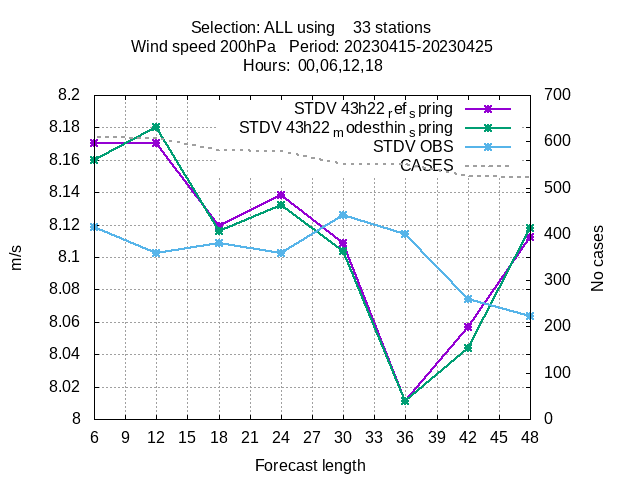 Selection: ALL using 33 stations
Wind speed 200hPa Period: 20230415-20230425
Hours: 00,06,12,18
STDV 43h22refspring
STDV 43h22modesthinspring
STDV OBS
CASES
8.2
8.18
8.16
8.14
8.12
8.1
8.08
8.06
8.04
8.02
8
m/s
700
600
500
400
300
200
100
0
No cases
6 9 12 15 18 21 24 27 30 33 36 39 42 45 48
Forecast length